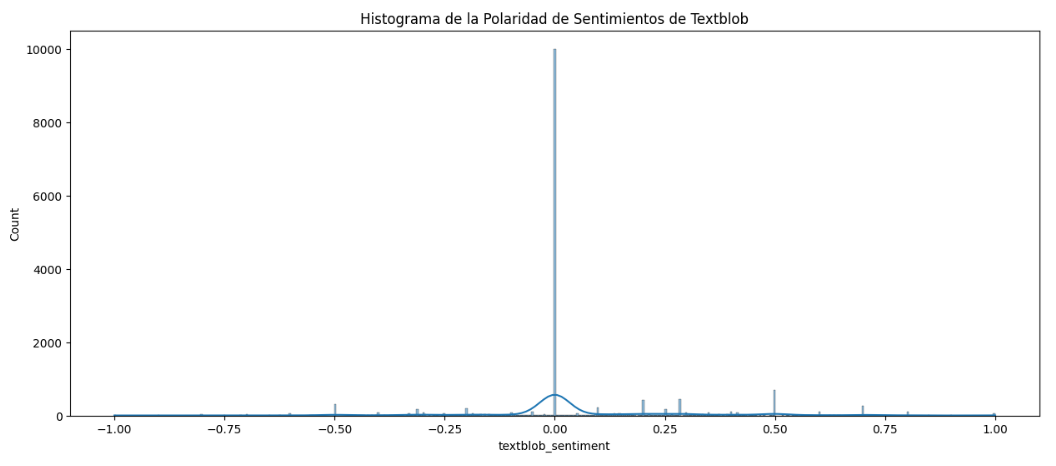 Histograma de la Polaridad de Sentimientos de Textblob
10000
8000
6000
4000
2000
0
Count
−1.00 −0.75 −0.50 −0.25 0.00 0.25 0.50 0.75 1.00
textblob_sentiment